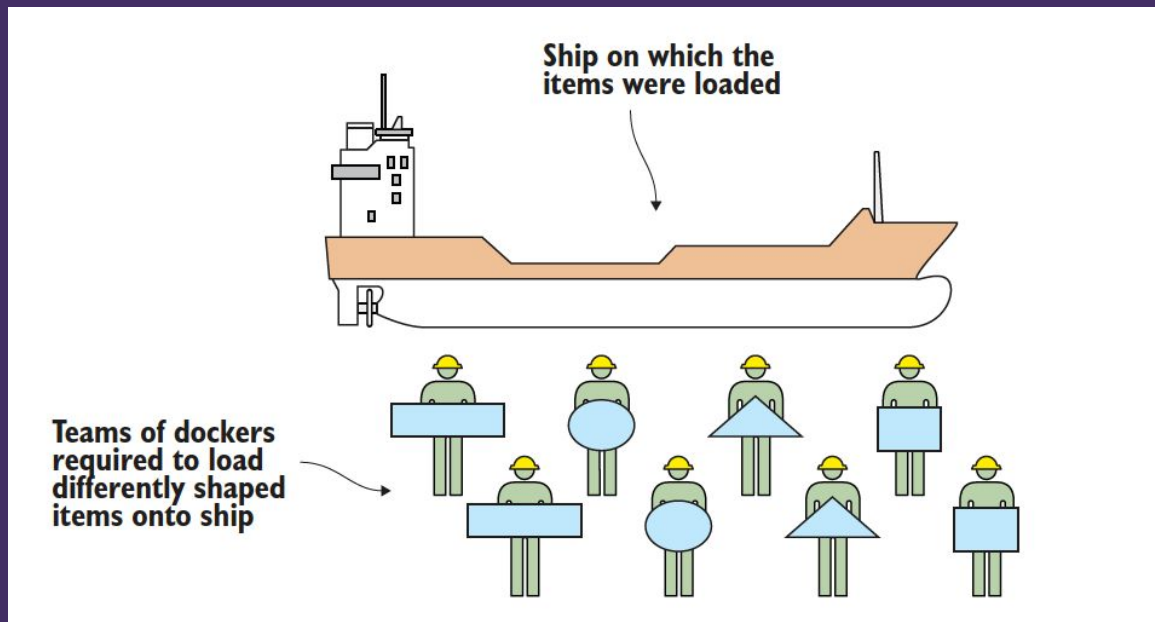 Ship on which the
items were loaded
Teams of dockers
required to load
differently shaped
items onto ship